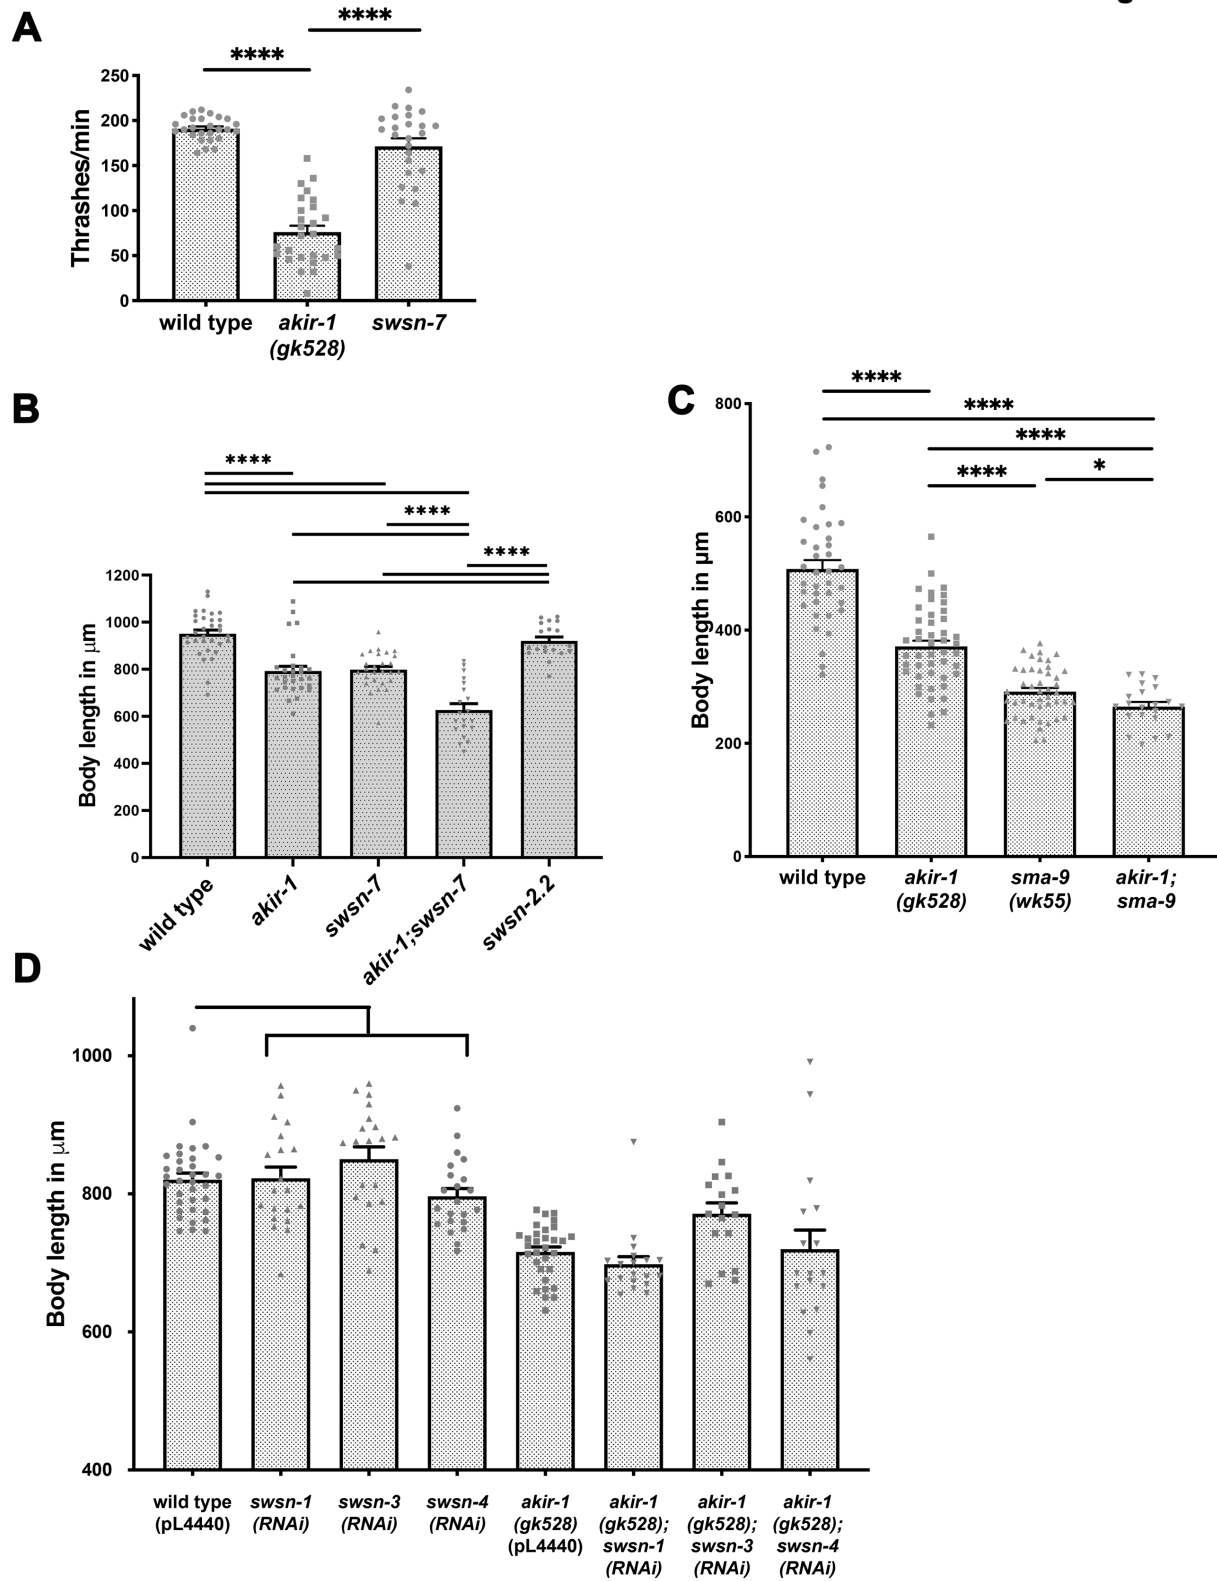 A
****
****
250
200
150
100
50
0
Thrashes/min
wild type
akir-1
(gk528)
swsn-7
B
****
****
****
1200
1000
800
600
400
200
0
Body length in μm
wild type
akir-1
swsn-7
akir-1;swsn-7
swsn-2.2
C
****
****
****
****
*
800
600
400
200
0
Body length in μm
wild type
akir-1
(gk528)
sma-9
(wk55)
akir-1;
sma-9
D
1000
800
600
400
Body length in μm
wild type
(pL4440)
swsn-1
(RNAi)
swsn-3
(RNAi)
swsn-4
(RNAi)
akir-1
(gk528)
(pL4440)
akir-1
(gk528);
swsn-1
(RNAi)
akir-1
(gk528);
swsn-3
(RNAi)
akir-1
(gk528);
swsn-4
(RNAi)